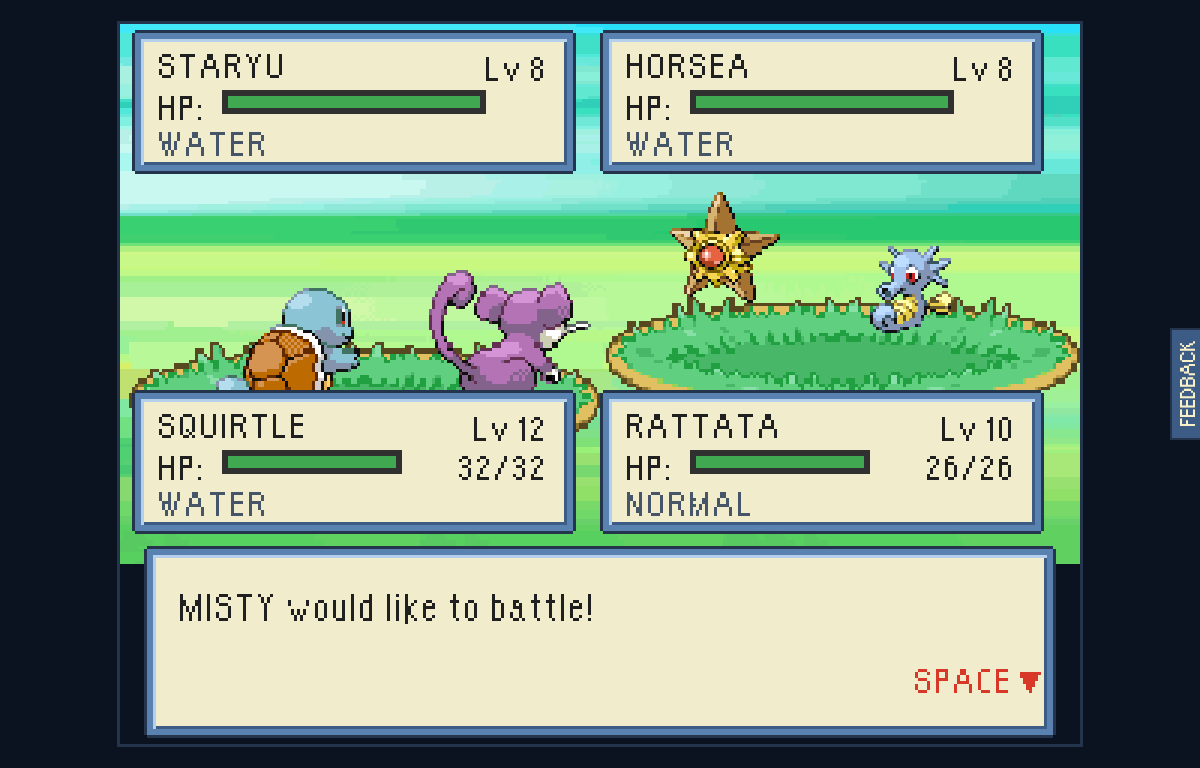 STARYU Lv 8
HP:
WATER
HORSEA Lv 8
HP:
WATER
SQUIRTLE Lv 12
HP: 32/32
WATER
RATTATA Lv 10
HP: 26/26
NORMAL
MISTY would like to battle!
SPACE
FEEDBACK